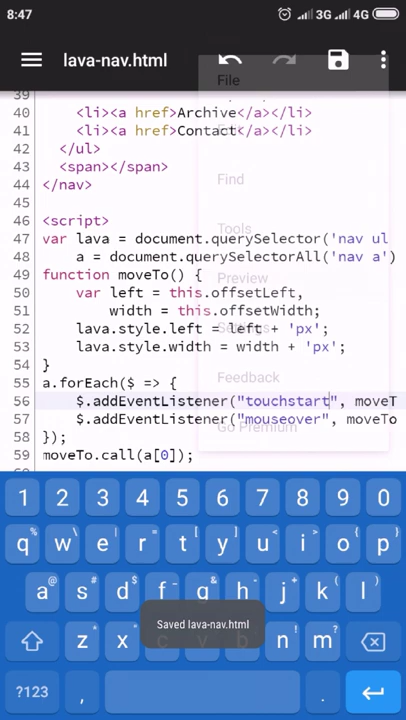 8:47 3G 4G
lava-nav.html
File
39
40 <li><a href>Archive</a></li>
41 <li><a href>Contact</a></li>
42 </ul>
43 <span></span>
44 </nav>
Find
45
46 <script>
Tools
47 var lava = document.querySelector('nav ul
48 a = document.querySelectorAll('nav a')
49 function moveTo() {
Preview
50 var left = this.offsetLeft,
51 width = this.offsetWidth;
52 lava.style.left = left + 'px';
53 lava.style.width = width + 'px';
54 }
Feedback
55 a.forEach($ => {
56 $.addEventListener("touchstart", moveT
57 $.addEventListener("mouseover", moveTo
Go Premium
58 });
59 moveTo.call(a[0]);
1 2 3 4 5 6 7 8 9 0
q % w e r t y u i o p
a @ s # d f g h j k l
Saved lava-nav.html
z x c v b n m
?123 , .